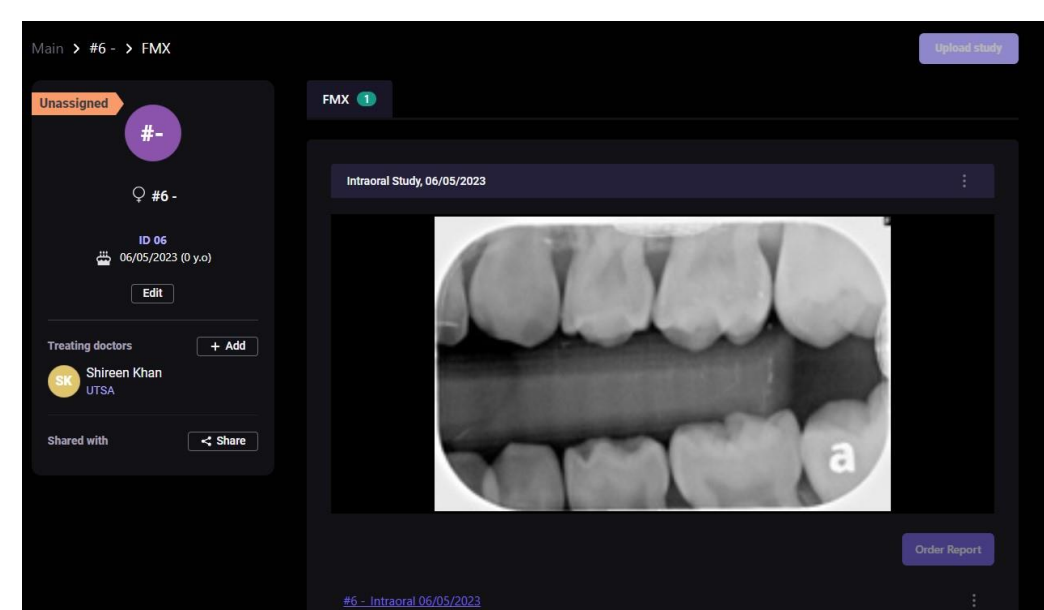 Main > #6 - > FMX
Upload study
Unassigned
#-
#6 -
ID 06
06/05/2023 (0 y.o)
Edit
Treating doctors
+ Add
SK
Shireen Khan
UTSA
Shared with
Share
FMX 1
Intraoral Study, 06/05/2023
a
Order Report
#6 - Intraoral 06/05/2023